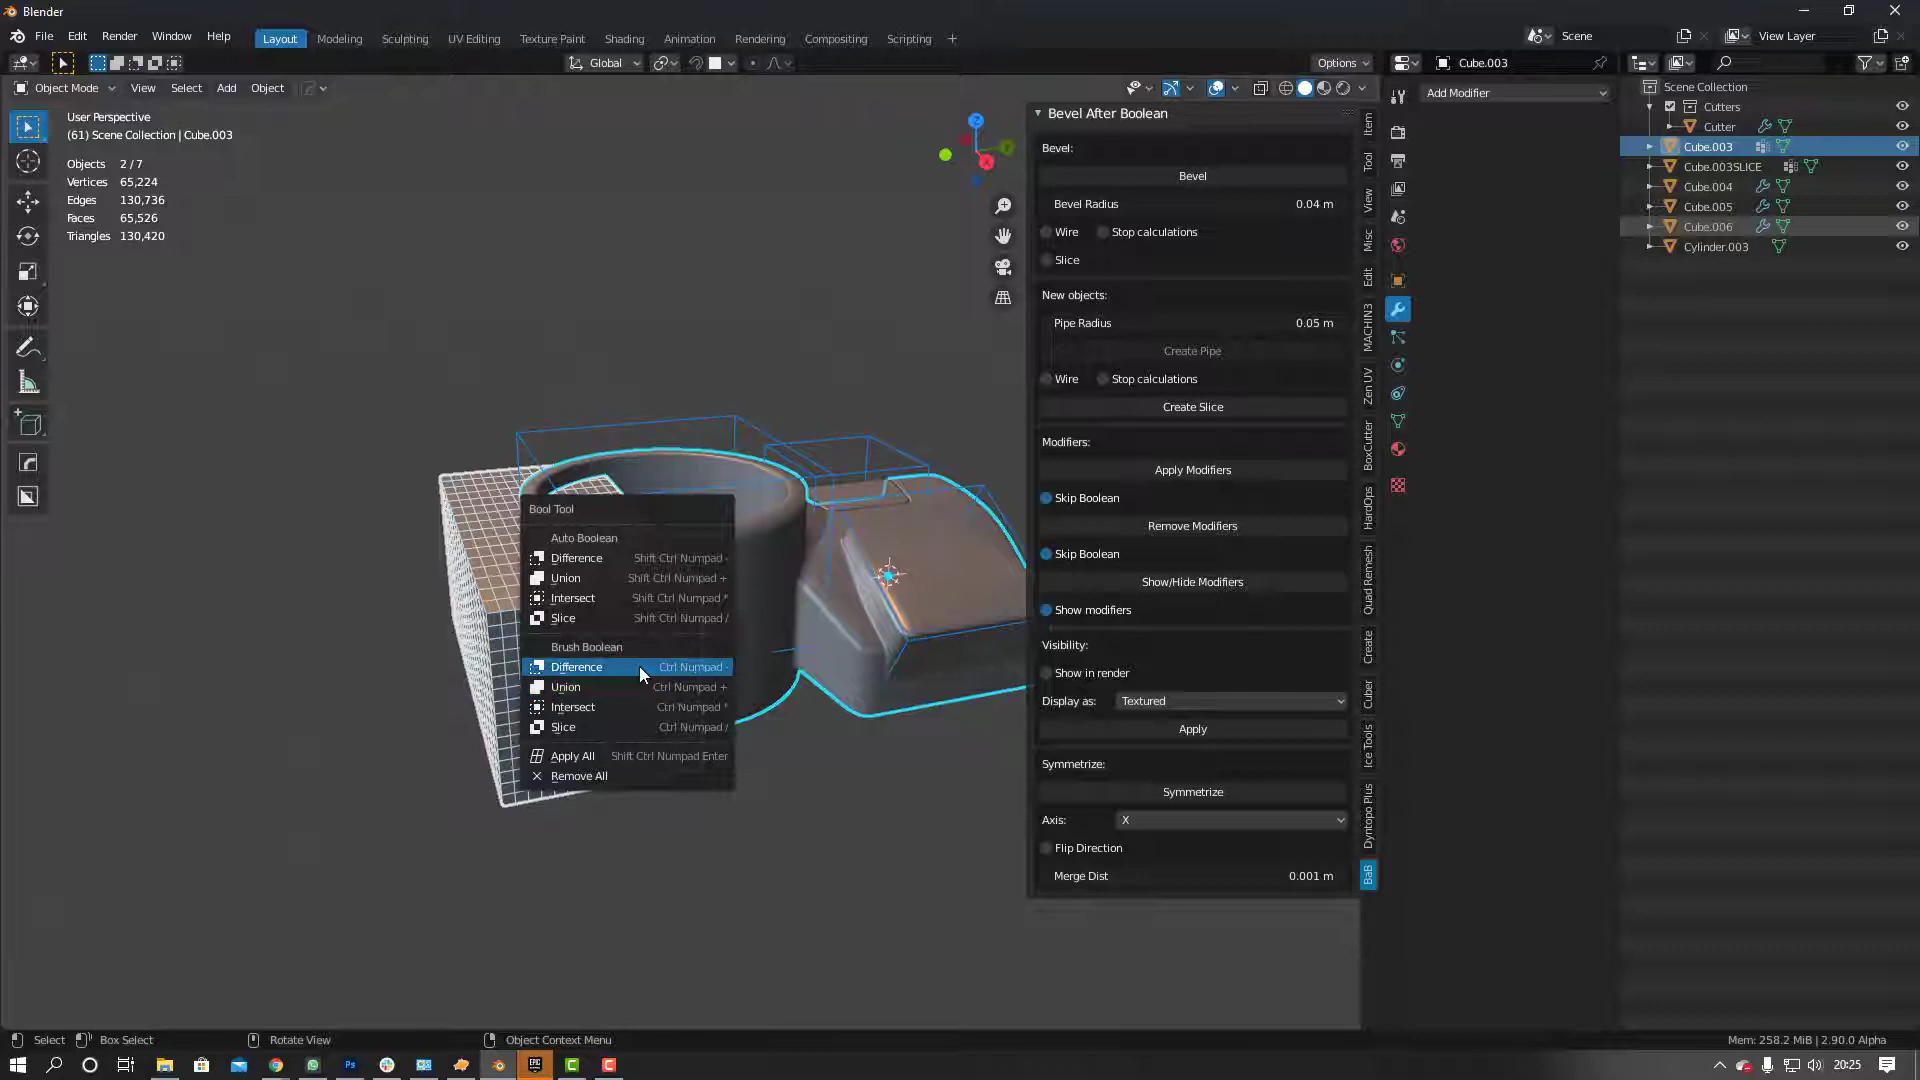 Blender
File Edit Render Window Help
Layout Modeling Sculpting UV Editing Texture Paint Shading Animation Rendering Compositing Scripting
Scene
View Layer
Global
Options
Cube.003
Object Mode View Select Add Object
User Perspective
(61) Scene Collection | Cube.003
Objects 2 / 7
Vertices 65,224
Edges 130,736
Faces 65,526
Triangles 130,420
Bool Tool
Auto Boolean
Difference Shift Ctrl Numpad -
Union Shift Ctrl Numpad +
Intersect Shift Ctrl Numpad *
Slice Shift Ctrl Numpad /
Brush Boolean
Difference Ctrl Numpad -
Union Ctrl Numpad +
Intersect Ctrl Numpad *
Slice Ctrl Numpad /
Apply All Shift Ctrl Numpad Enter
Remove All
Bevel After Boolean
Bevel:
Bevel
Bevel Radius 0.04 m
Wire Stop calculations
Slice
New objects:
Pipe Radius 0.05 m
Create Pipe
Wire Stop calculations
Create Slice
Modifiers:
Apply Modifiers
Skip Boolean
Remove Modifiers
Skip Boolean
Show/Hide Modifiers
Show modifiers
Visibility:
Show in render
Display as: Textured
Apply
Symmetrize:
Symmetrize
Axis: X
Flip Direction
Merge Dist 0.001 m
Item
Tool
View
Misc
Edit
MACHIN3
Zen UV
BoxCutter
HardOps
Quad Remesh
Create
Cuber
Ice Tools
Dyntopo Plus
BaB
Add Modifier
Scene Collection
Cutters
Cutter
Cube.003
Cube.003SLICE
Cube.004
Cube.005
Cube.006
Cylinder.003
Select Box Select Rotate View Object Context Menu
Mem: 258.2 MiB | 2.90.0 Alpha
20:25